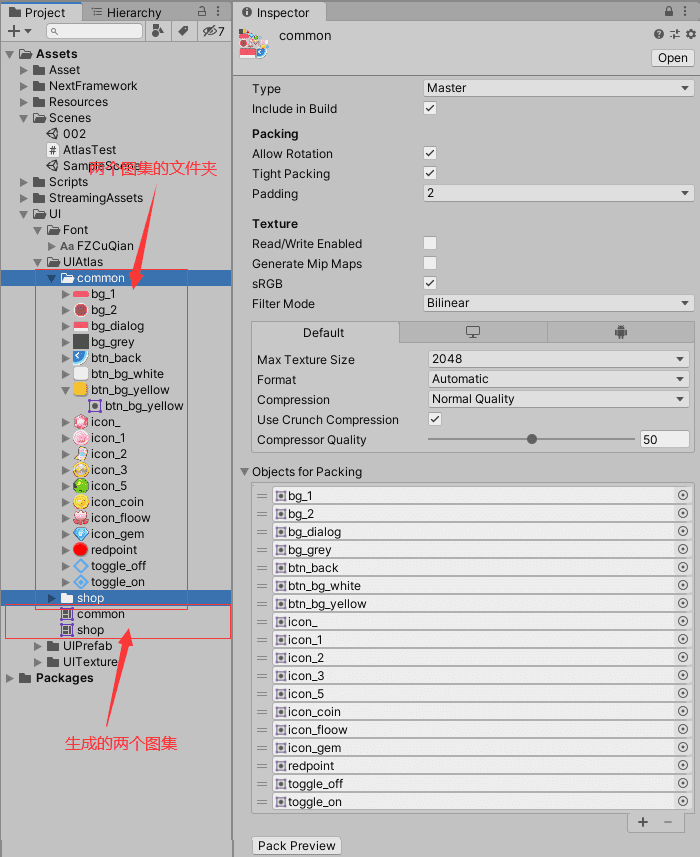 Project
Hierarchy
7
Assets
Asset
NextFramework
Resources
Scenes
002
AtlasTest
SampleScene
两个图集的文件夹
Scripts
StreamingAssets
UI
Font
Aa FZCuQian
UIAtlas
common
bg_1
bg_2
bg_dialog
bg_grey
btn_back
btn_bg_white
btn_bg_yellow
btn_bg_yellow
icon_
icon_1
icon_2
icon_3
icon_5
icon_coin
icon_floow
icon_gem
redpoint
toggle_off
toggle_on
shop
common
shop
UIPrefab
UITexture
Packages
生成的两个图集
Inspector
common
Open
Type Master
Include in Build
Packing
Allow Rotation
Tight Packing
Padding 2
Texture
Read/Write Enabled
Generate Mip Maps
sRGB
Filter Mode Bilinear
Default
Max Texture Size 2048
Format Automatic
Compression Normal Quality
Use Crunch Compression
Compressor Quality 50
Objects for Packing
bg_1
bg_2
bg_dialog
bg_grey
btn_back
btn_bg_white
btn_bg_yellow
icon_
icon_1
icon_2
icon_3
icon_5
icon_coin
icon_floow
icon_gem
redpoint
toggle_off
toggle_on
Pack Preview